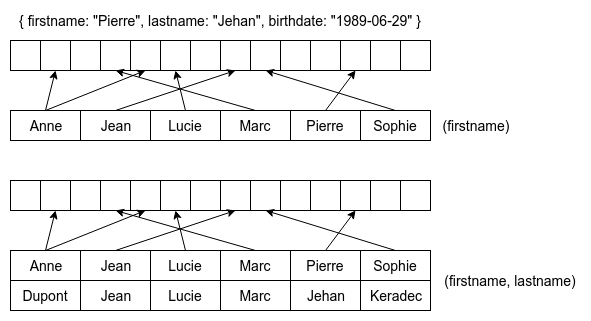 { firstname: "Pierre", lastname: "Jehan", birthdate: "1989-06-29" }
Anne Jean Lucie Marc Pierre Sophie (firstname)
Anne Jean Lucie Marc Pierre Sophie
(firstname, lastname)
Dupont Jean Lucie Marc Jehan Keradec